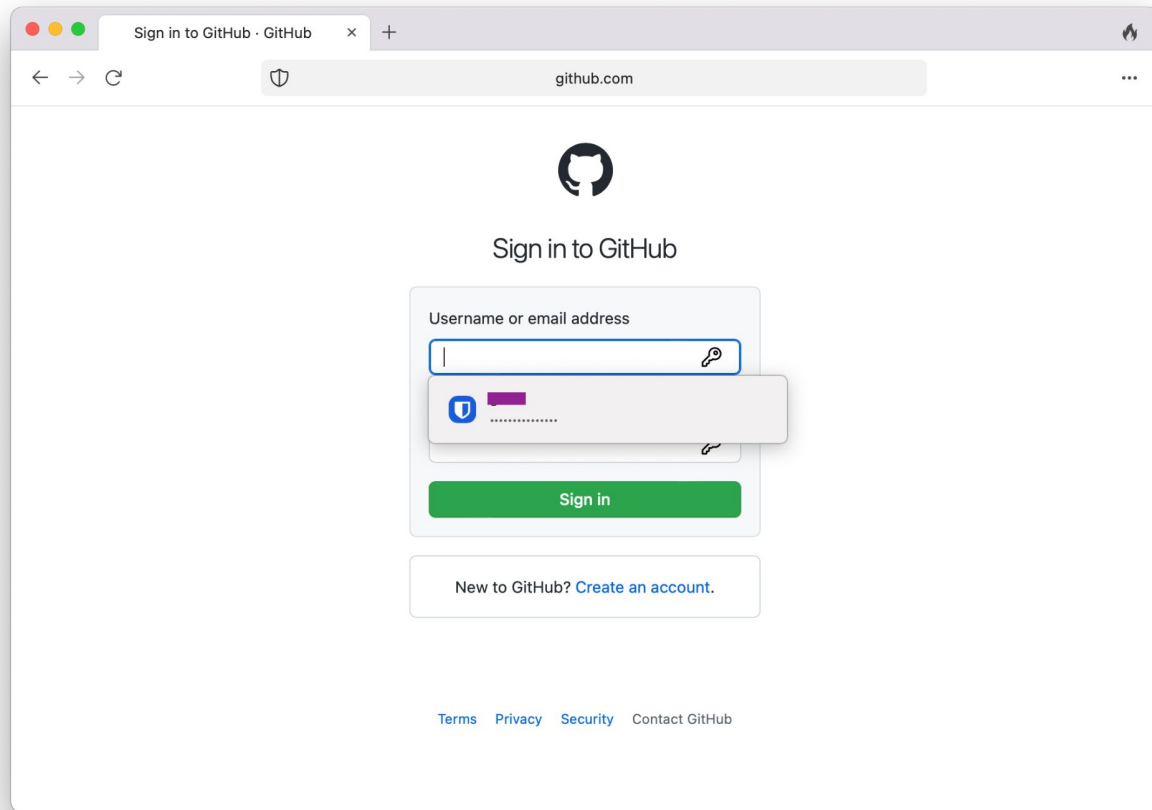 Sign in to GitHub · GitHub
github.com
Sign in to GitHub
Username or email address
•••••••••••••••
Sign in
New to GitHub? Create an account.
Terms Privacy Security Contact GitHub